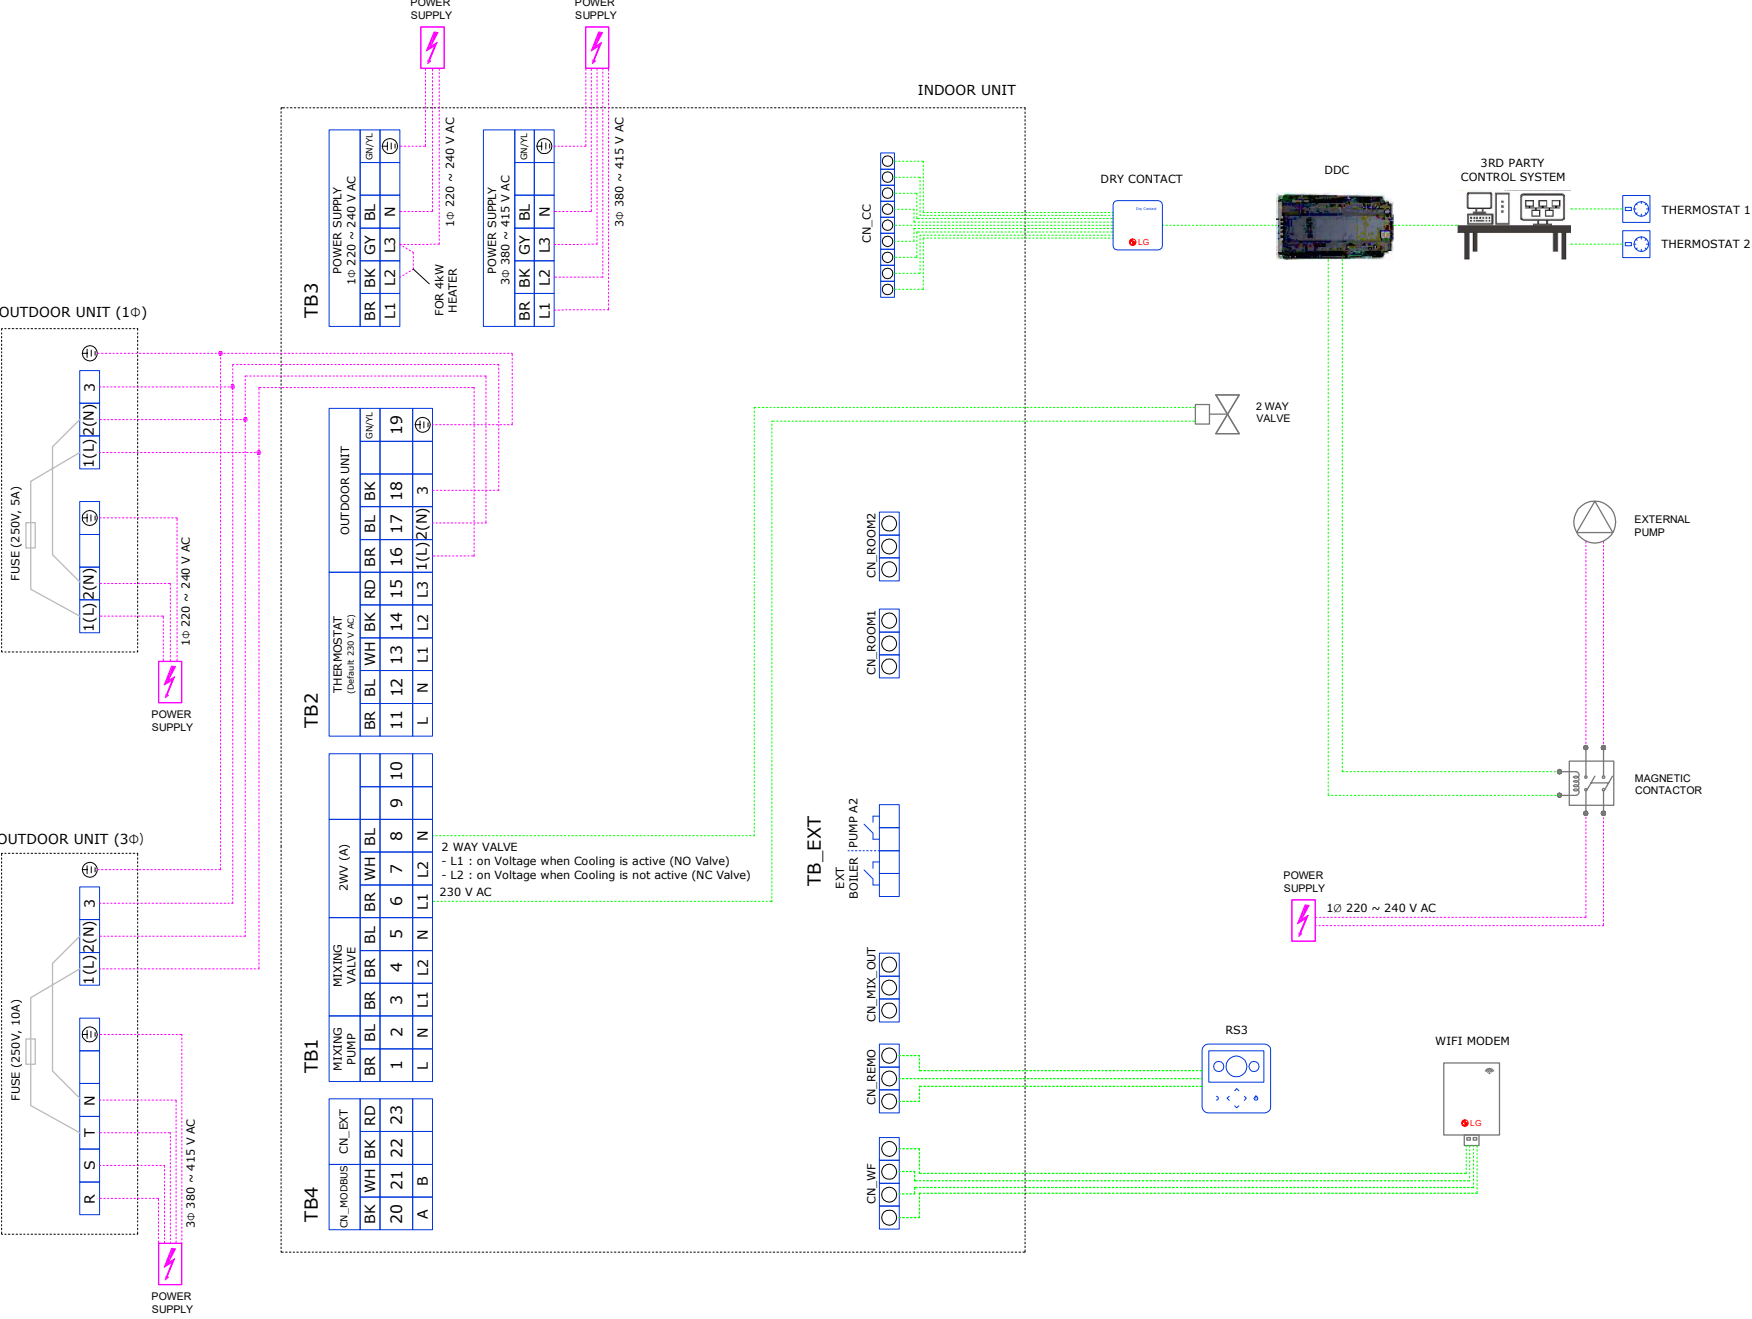 POWER
SUPPLY
POWER
SUPPLY
INDOOR UNIT
TB3
POWER SUPPLY
1Φ 220 ~ 240 V AC
BR BK GY BL GN/YL
L1 L2 L3 N
1Φ 220 ~ 240 V AC
FOR 4kW
HEATER
POWER SUPPLY
3Φ 380 ~ 415 V AC
BR BK GY BL GN/YL
L1 L2 L3 N
3Φ 380 ~ 415 V AC
CN_CC
DRY CONTACT
Dry Contact
LG
DDC
3RD PARTY
CONTROL SYSTEM
THERMOSTAT 1
THERMOSTAT 2
OUTDOOR UNIT (1Φ)
1(L) 2(N) 3
FUSE (250V, 5A)
1(L) 2(N)
1Φ 220 ~ 240 V AC
POWER
SUPPLY
TB2
THERMOSTAT
(Default 230 V AC)
OUTDOOR UNIT
BR BL WH BK RD BR BL BK GN/YL
11 12 13 14 15 16 17 18 19
L N L1 L2 L3 1(L) 2(N) 3
2 WAY
VALVE
CN_ROOM2
CN_ROOM1
EXTERNAL
PUMP
MAGNETIC
CONTACTOR
POWER
SUPPLY
1Ø 220 ~ 240 V AC
OUTDOOR UNIT (3Φ)
1(L) 2(N) 3
FUSE (250V, 10A)
R S T N
3Φ 380 ~ 415 V AC
POWER
SUPPLY
TB1
MIXING
PUMP
MIXING
VALVE
2WV (A)
BR BL BR BR BL BR WH BL
1 2 3 4 5 6 7 8 9 10
L N L1 L2 N L1 L2 N
2 WAY VALVE
- L1 : on Voltage when Cooling is active (NO Valve)
- L2 : on Voltage when Cooling is not active (NC Valve)
230 V AC
TB_EXT
EXT
BOILER
PUMP A2
CN_MIX_OUT
CN_REMO
RS3
CN_WF
WIFI MODEM
LG
TB4
CN_MODBUS CN_EXT
BK WH BK RD
20 21 22 23
A B